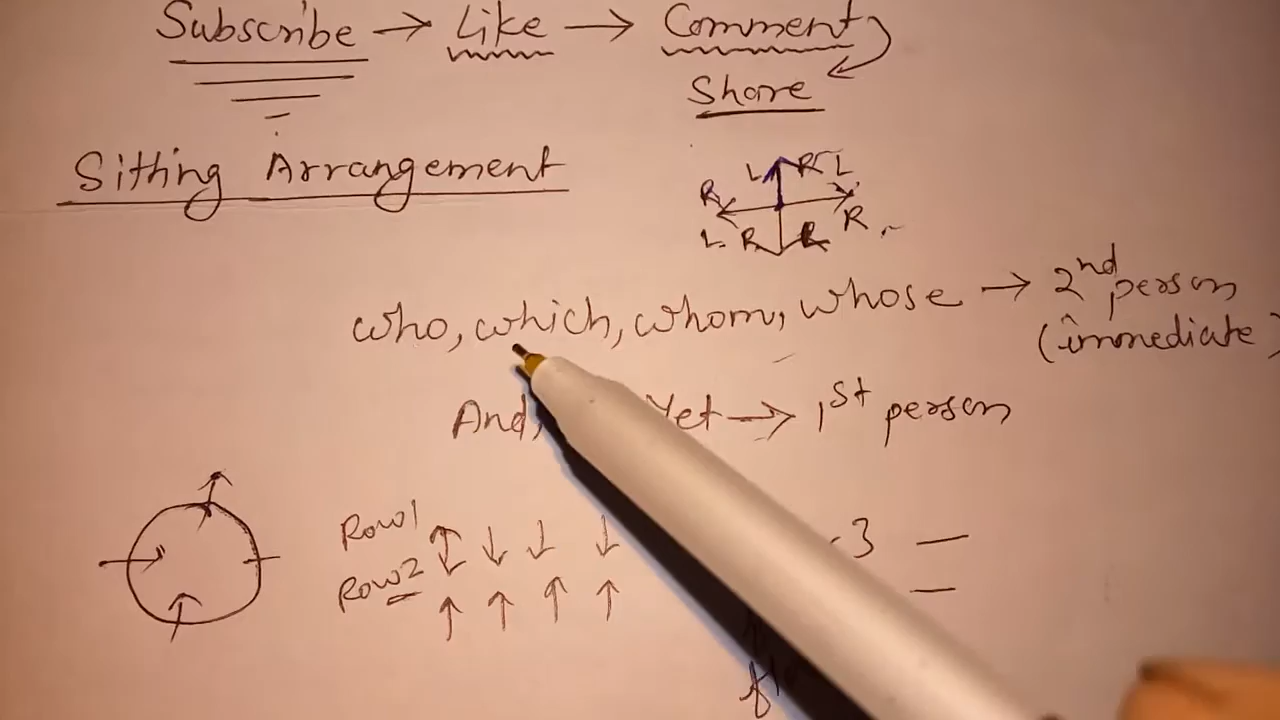 Subscribe → Like → Comment
Share
Sitting Arrangement
L R L
R
L R R R
who, which, whom, whose → 2nd person
(immediate)
And, Yet → 1st person
Row1
3 —
Row2